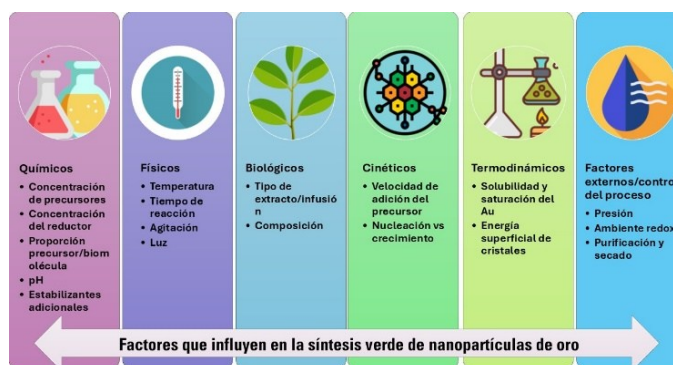 Químicos
• Concentración
de precursores
• Concentración
del reductor
• Proporción
precursor/biom
olécula
• pH
• Estabilizantes
adicionales
Físicos
• Temperatura
• Tiempo de
reacción
• Agitación
• Luz
Biológicos
• Tipo de
extracto/infusió
n
• Composición
Cinéticos
• Velocidad de
adición del
precursor
• Nucleación vs
crecimiento
Termodinámicos
• Solubilidad y
saturación del
Au
• Energía
superficial de
cristales
Factores
externos/control
del proceso
• Presión
• Ambiente redox
• Purificación y
secado
Factores que influyen en la síntesis verde de nanopartículas de oro